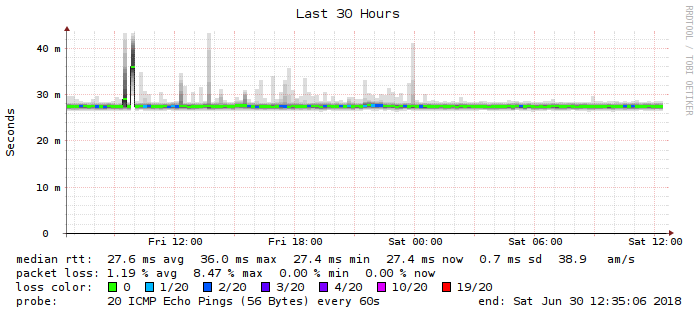 Last 30 Hours
RRDTOOL / TOBI OETIKER
Seconds
40 m
30 m
20 m
10 m
0
Fri 12:00 Fri 18:00 Sat 00:00 Sat 06:00 Sat 12:00
median rtt: 27.6 ms avg 36.0 ms max 27.4 ms min 27.4 ms now 0.7 ms sd 38.9 am/s
packet loss: 1.19 % avg 8.47 % max 0.00 % min 0.00 % now
loss color: 0 1/20 2/20 3/20 4/20 10/20 19/20
probe: 20 ICMP Echo Pings (56 Bytes) every 60s end: Sat Jun 30 12:35:06 2018